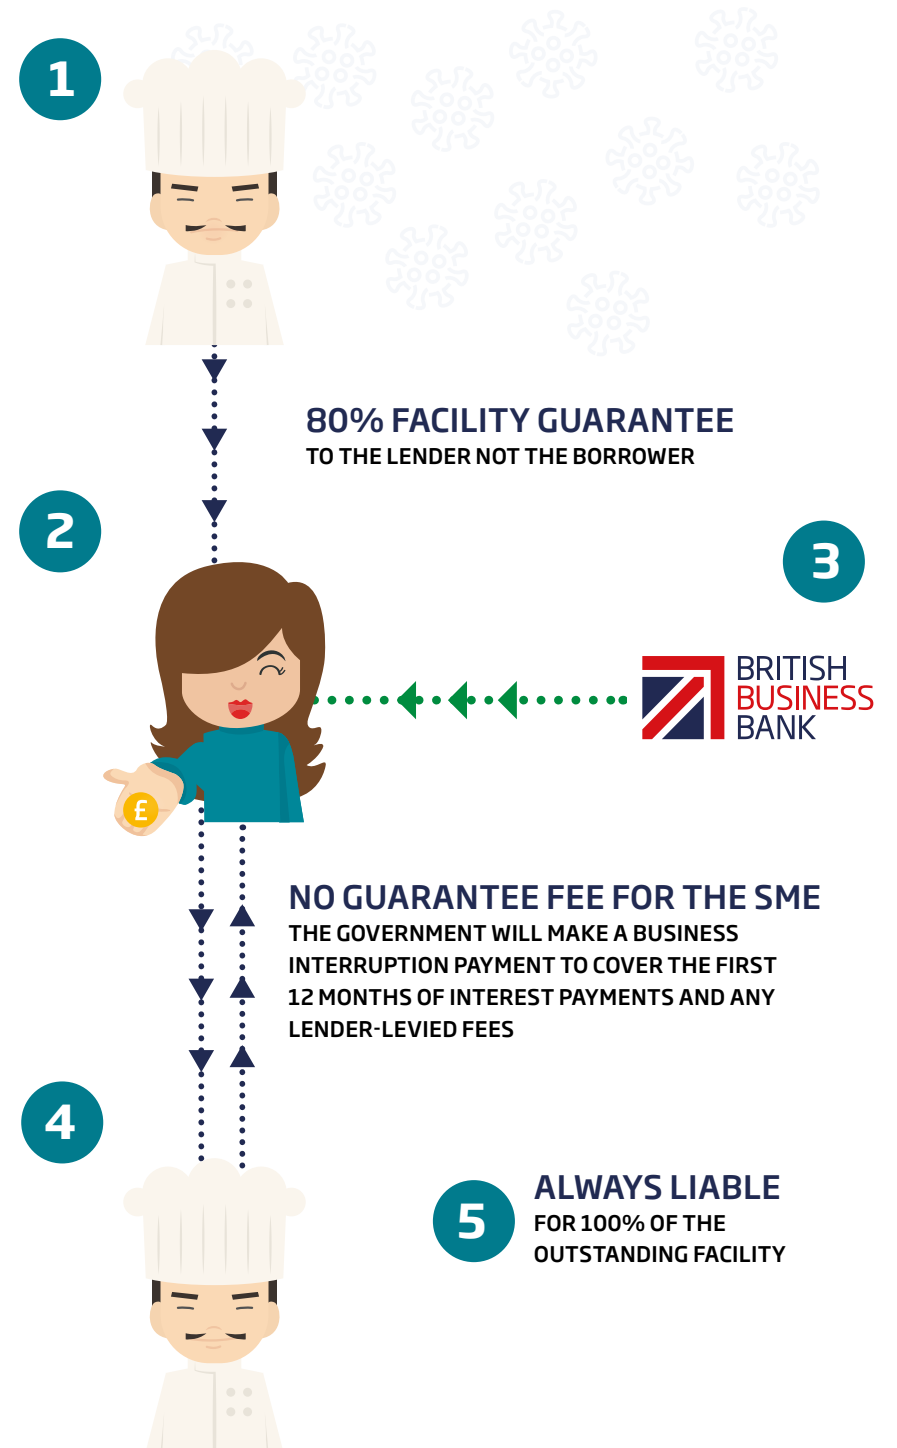 1
80% FACILITY GUARANTEE
TO THE LENDER NOT THE BORROWER
2
3
BRITISH
BUSINESS
BANK
£
NO GUARANTEE FEE FOR THE SME
THE GOVERNMENT WILL MAKE A BUSINESS
INTERRUPTION PAYMENT TO COVER THE FIRST
12 MONTHS OF INTEREST PAYMENTS AND ANY
LENDER-LEVIED FEES
4
5
ALWAYS LIABLE
FOR 100% OF THE
OUTSTANDING FACILITY